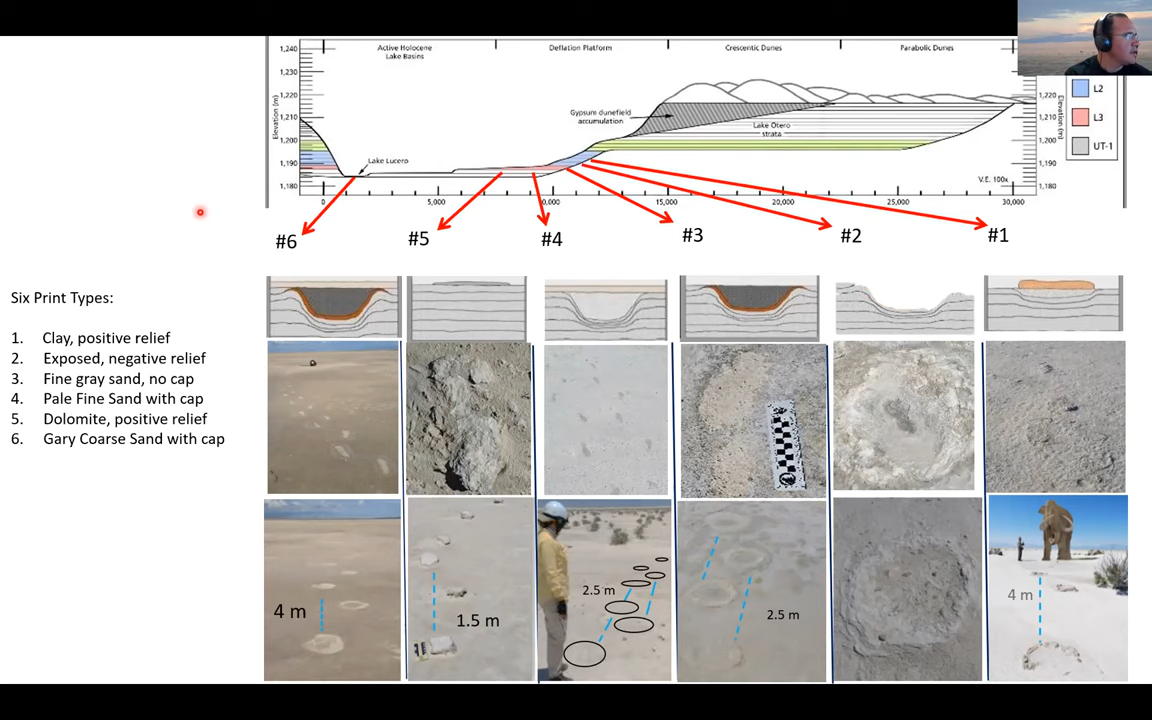 1,240
1,230
1,220
1,210
1,200
1,190
1,180
Elevation (m)
Active Holocene
Lake Basins
Deflation Platform
Crescentic Dunes
Parabolic Dunes
Gypsum dunefield
accumulation
Lake Otero
strata
Lake Lucero
V.E. 100x
1,220
1,210
1,200
1,190
1,180
Elevation (m)
L2
L3
UT-1
0
5,000
10,000
15,000
20,000
25,000
30,000
#6
#5
#4
#3
#2
#1
Six Print Types:
1. Clay, positive relief
2. Exposed, negative relief
3. Fine gray sand, no cap
4. Pale Fine Sand with cap
5. Dolomite, positive relief
6. Gary Coarse Sand with cap
4 m
1.5 m
2.5 m
2.5 m
4 m